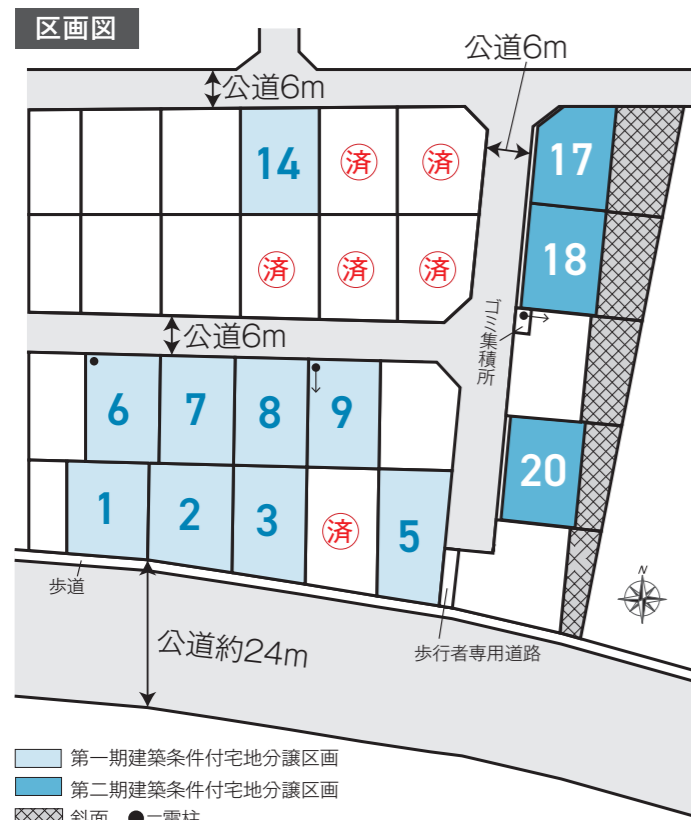 区画図
公道6m
公道6m
14
済
済
17
18
済
済
済
ゴミ集積所
公道6m
6
7
8
9
20
1
2
3
済
5
歩道
N
公道約24m
歩行者専用道路
第一期建築条件付宅地分譲区画
第二期建築条件付宅地分譲区画
斜面 ●=電柱